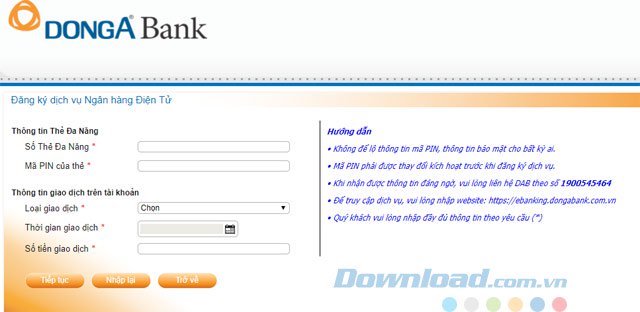 DONGA Bank
Đăng ký dịch vụ Ngân hàng Điện Tử
Thông tin Thẻ Đa Năng
Số Thẻ Đa Năng *
Mã PIN của thẻ *
Thông tin giao dịch trên tài khoản
Loại giao dịch * Chọn
Thời gian giao dịch *
Số tiền giao dịch *
Tiếp tục Nhập lại Trở về
Hướng dẫn
• Không để lộ thông tin mã PIN, thông tin bảo mật cho bất kỳ ai.
• Mã PIN phải được thay đổi kích hoạt trước khi đăng ký dịch vụ.
• Khi nhận được thông tin đáng ngờ, vui lòng liên hệ DAB theo số 1900545464
• Để truy cập dịch vụ, vui lòng nhập website: https://ebanking.dongabank.com.vn
• Quý khách vui lòng nhập đầy đủ thông tin theo yêu cầu (*)
Download.com.vn